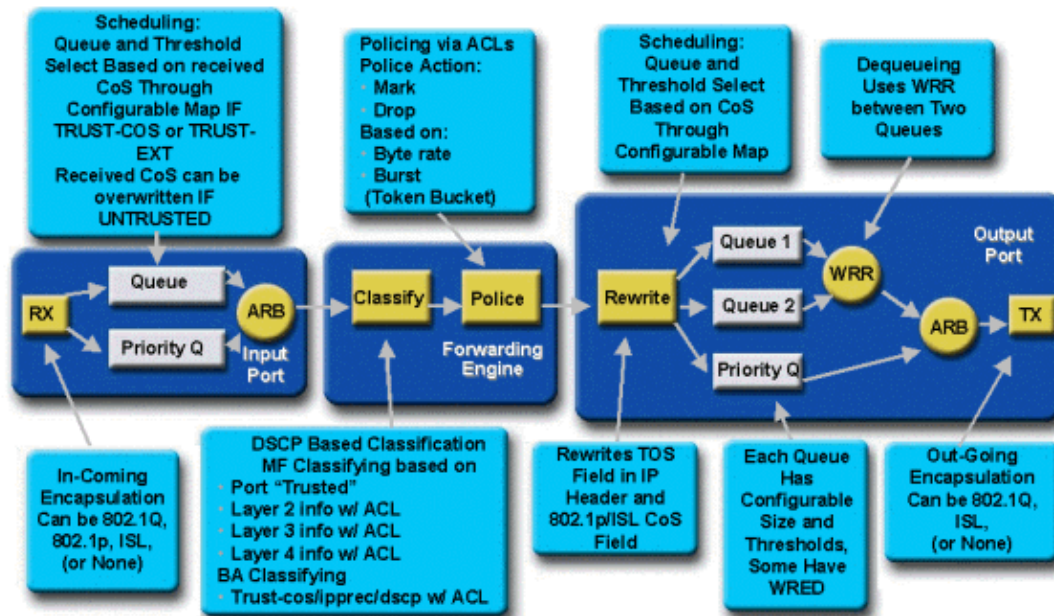 Scheduling:
Queue and Threshold
Select Based on received
CoS Through
Configurable Map IF
TRUST-COS or TRUST-
EXT
Received CoS can be
overwritten IF
UNTRUSTED
Policing via ACLs
Police Action:
• Mark
• Drop
Based on:
• Byte rate
• Burst
(Token Bucket)
Scheduling:
Queue and
Threshold Select
Based on CoS
Through
Configurable Map
Dequeueing
Uses WRR
between Two
Queues
RX
Queue
Priority Q
ARB
Input
Port
Classify
Police
Forwarding
Engine
Rewrite
Queue 1
Queue 2
Priority Q
WRR
ARB
Output
Port
TX
In-Coming
Encapsulation
Can be 802.1Q,
802.1p, ISL,
(or None)
DSCP Based Classification
MF Classifying based on
• Port “Trusted”
• Layer 2 info w/ ACL
• Layer 3 info w/ ACL
• Layer 4 info w/ ACL
BA Classifying
• Trust-cos/ipprec/dscp w/ ACL
Rewrites TOS
Field in IP
Header and
802.1p/ISL CoS
Field
Each Queue
Has
Configurable
Size and
Thresholds,
Some Have
WRED
Out-Going
Encapsulation
Can be 802.1Q,
ISL,
(or None)